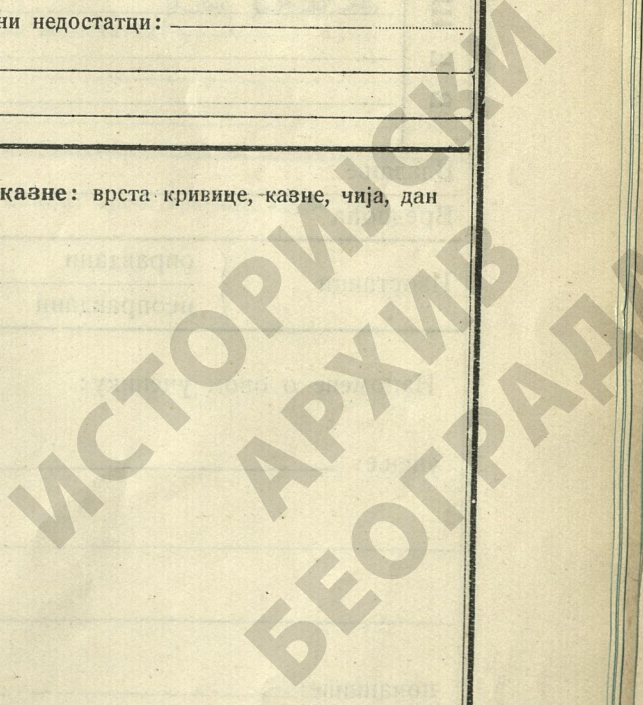 ни недостатци:
казне: врста кривице, казне, чија, дан
ИСТОРИЈСКИ
АРХИВ
БЕОГРАДА